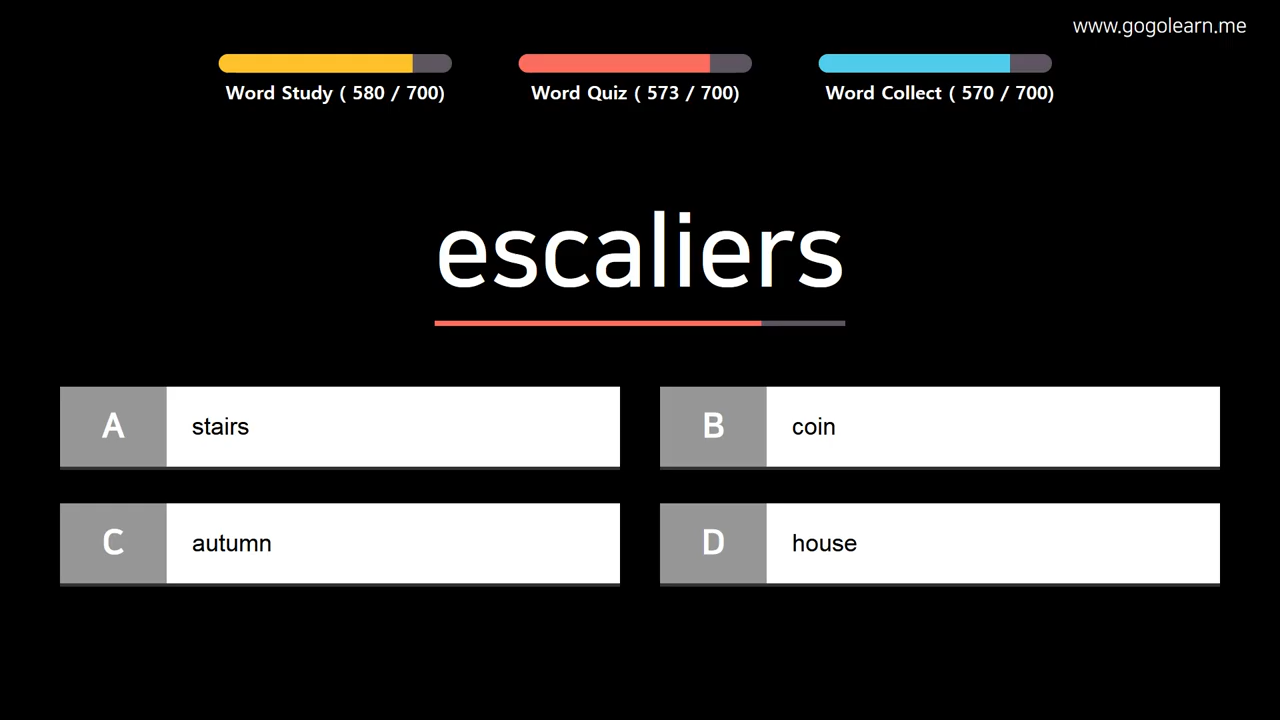 www.gogolearn.me
Word Study ( 580 / 700)
Word Quiz ( 573 / 700)
Word Collect ( 570 / 700)
escaliers
A stairs
B coin
C autumn
D house